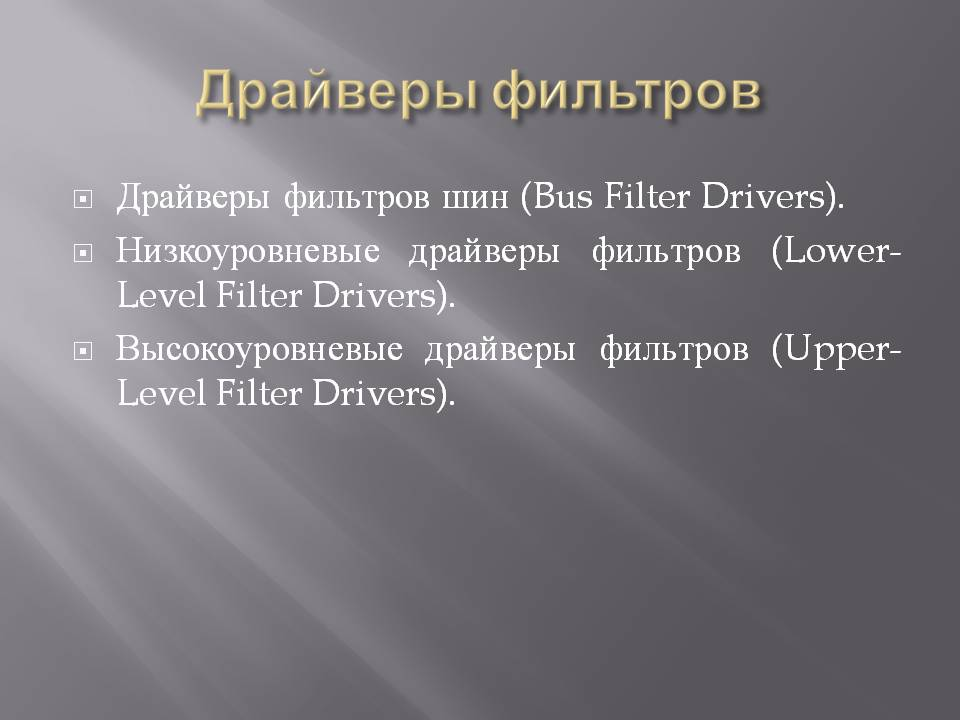 Драйверы фильтров
Драйверы фильтров шин (Bus Filter Drivers).
Низкоуровневые драйверы фильтров (Lower-
Level Filter Drivers).
Высокоуровневые драйверы фильтров (Upper-
Level Filter Drivers).